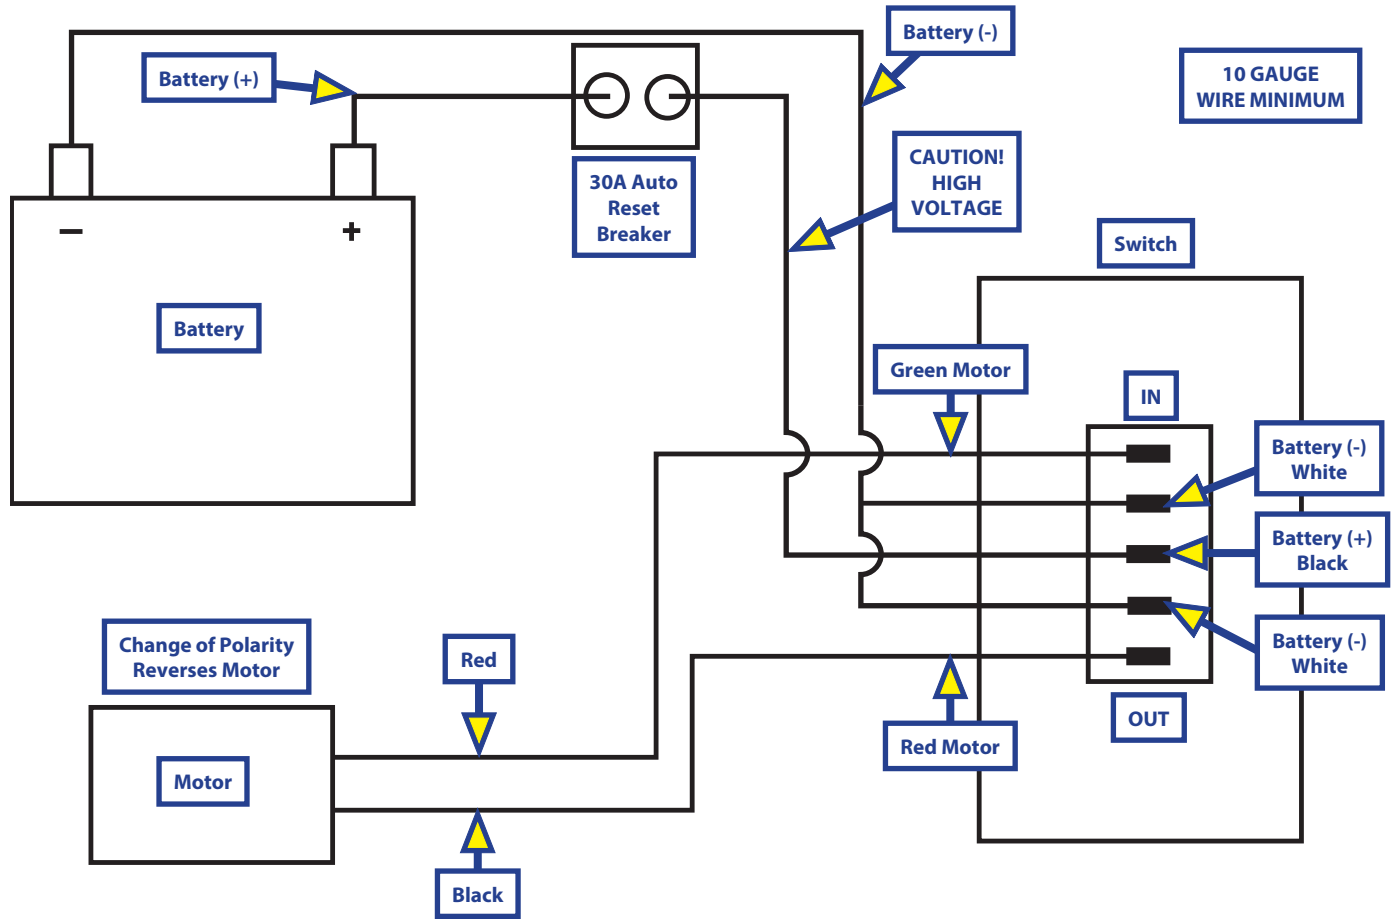 Battery (-)
Battery (+)
10 GAUGE
WIRE MINIMUM
CAUTION!
HIGH
VOLTAGE
30A Auto
Reset
Breaker
−
+
Switch
Battery
Green Motor
IN
Battery (-)
White
Battery (+)
Black
Battery (-)
White
Change of Polarity
Reverses Motor
Red
OUT
Red Motor
Motor
Black